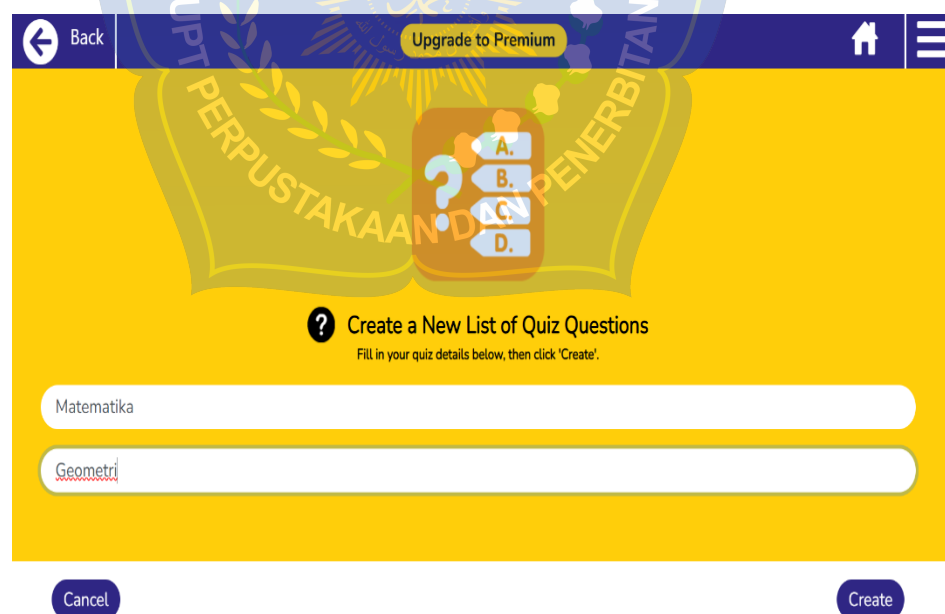 Back
Upgrade to Premium
UPT PERPUSTAKAAN DAN PENERBITAN
A.
B.
C.
D.
?
? Create a New List of Quiz Questions
Fill in your quiz details below, then click 'Create'.
Matematika
Geometri
Cancel
Create